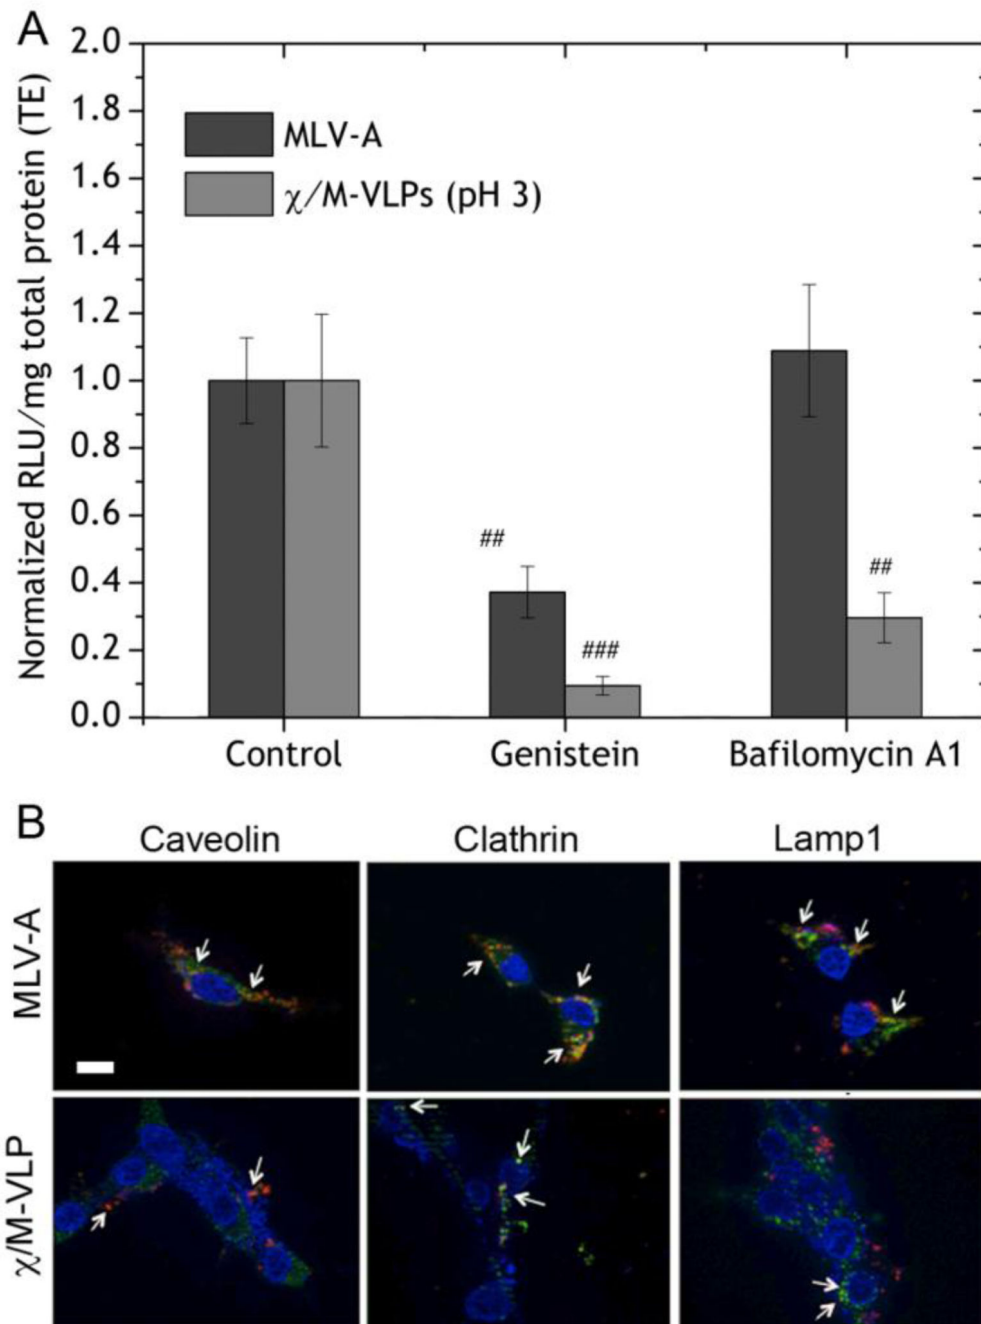 A
Normalized RLU/mg total protein (TE)
2.0
1.8
1.6
1.4
1.2
1.0
0.8
0.6
0.4
0.2
0.0
MLV-A
χ/M-VLPs (pH 3)
##
###
##
Control Genistein Bafilomycin A1
B
Caveolin Clathrin Lamp1
MLV-A
χ/M-VLP